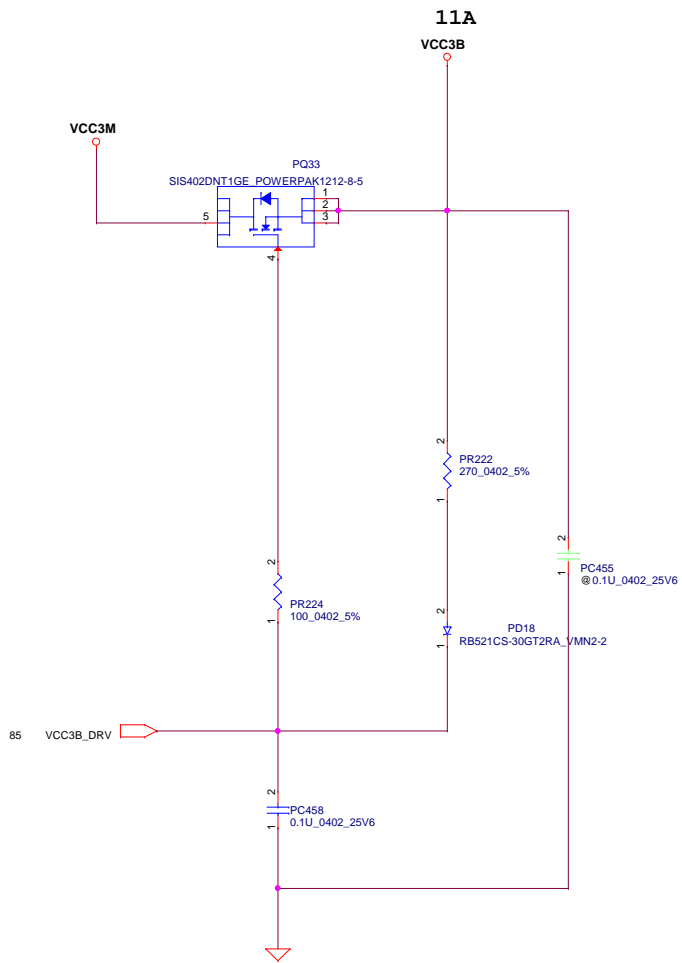 11A
VCC3B
VCC3M
PQ33
SIS402DNT1GE_POWERPAK1212-8-5
1
2
3
5
4
2
PR222
270_0402_5%
1
2
PC455
@0.1U_0402_25V6
1
2
PR224
100_0402_5%
1
2
PD18
RB521CS-30GT2RA_VMN2-2
1
85 VCC3B_DRV
2
PC458
0.1U_0402_25V6
1